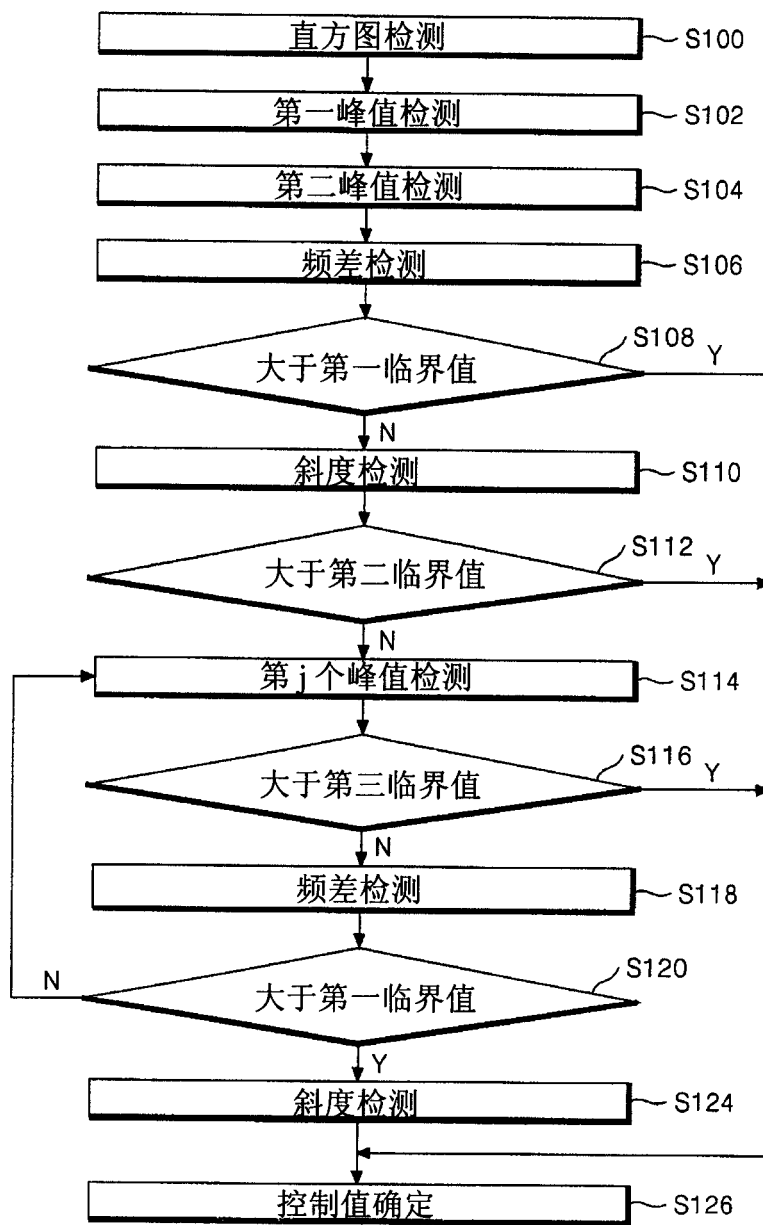 直方图检测
S100
第一峰值检测
S102
第二峰值检测
S104
频差检测
S106
大于第一临界值
S108
Y
N
斜度检测
S110
大于第二临界值
S112
Y
N
第j个峰值检测
S114
大于第三临界值
S116
Y
N
频差检测
S118
大于第一临界值
S120
N
Y
斜度检测
S124
控制值确定
S126